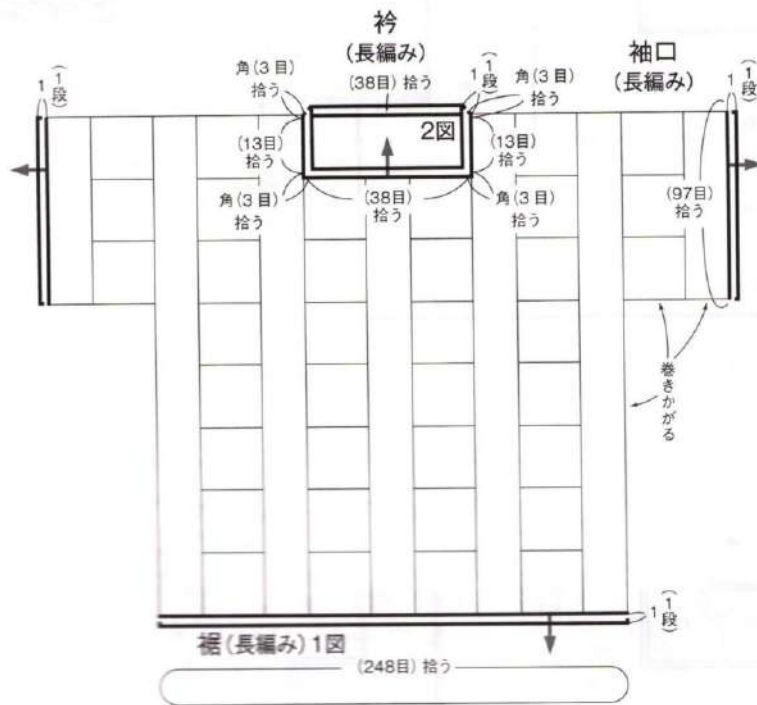 衿
(長編み)
袖口
(長編み)
角(3目)
拾う
(38目)拾う
1(1段)
角(3目)
拾う
1(1段)
1(1段)
2図
(13目)
拾う
(13目)
拾う
角(3目)
拾う
(38目)
拾う
角(3目)
拾う
(97目)
拾う
巻きかがる
1(1段)
裾(長編み)1図
(248目)拾う